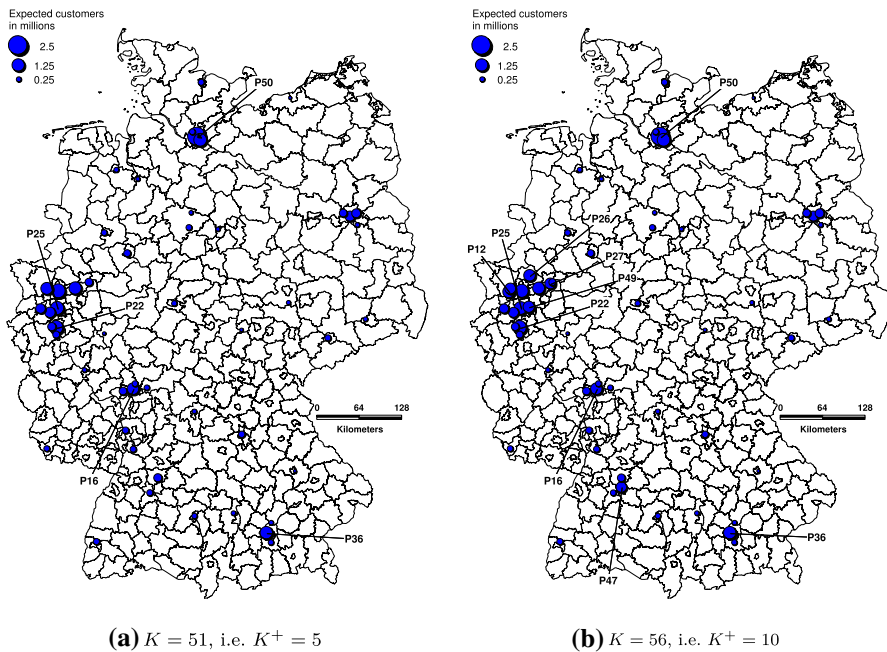 Expected customers
in millions
2.5
1.25
0.25
P50
P25
P22
P16
P36
0 64 128
Kilometers
(a) K = 51, i.e. K⁺ = 5
Expected customers
in millions
2.5
1.25
0.25
P50
P26
P25
P12
P27
P49
P22
P16
P36
P47
0 64 128
Kilometers
(b) K = 56, i.e. K⁺ = 10